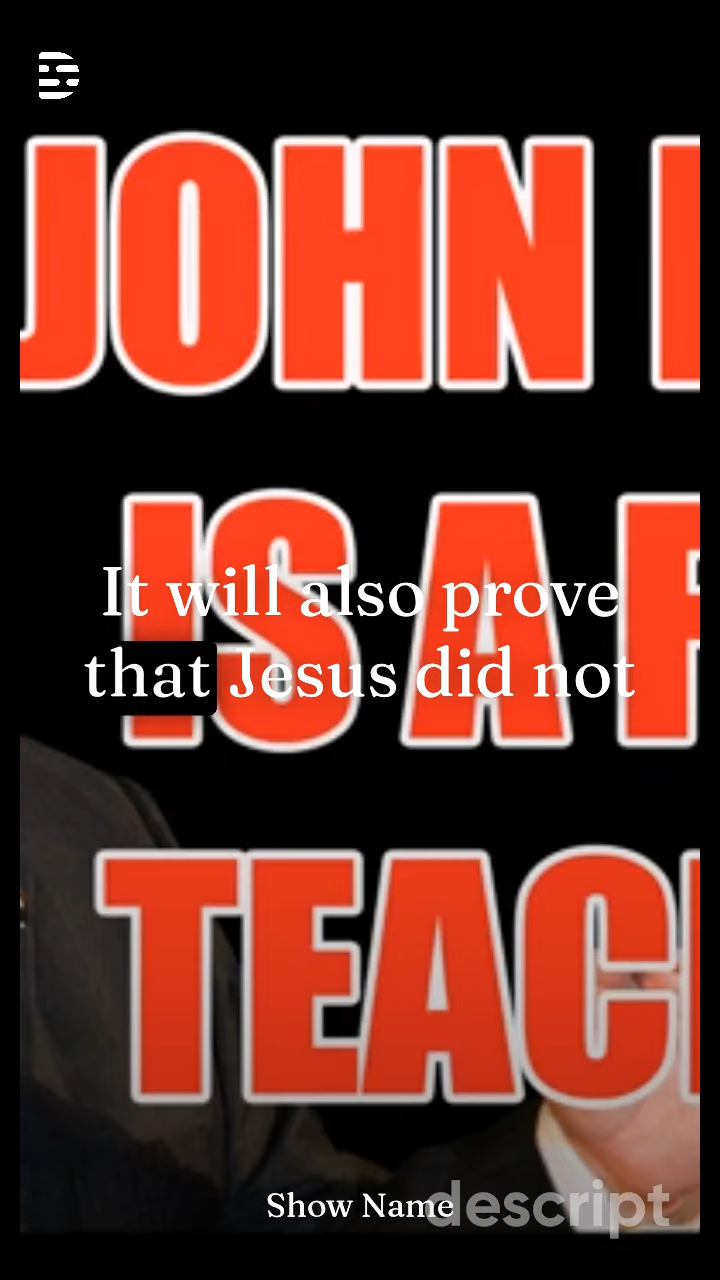 JOHN
IS A
It will also prove
that Jesus did not
TEAC
Show Name
descript